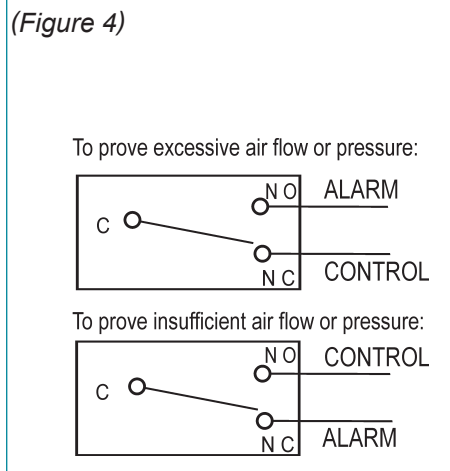 (Figure 4)
To prove excessive air flow or pressure:
N O ALARM
C
N C CONTROL
To prove insufficient air flow or pressure:
N O CONTROL
C
N C ALARM